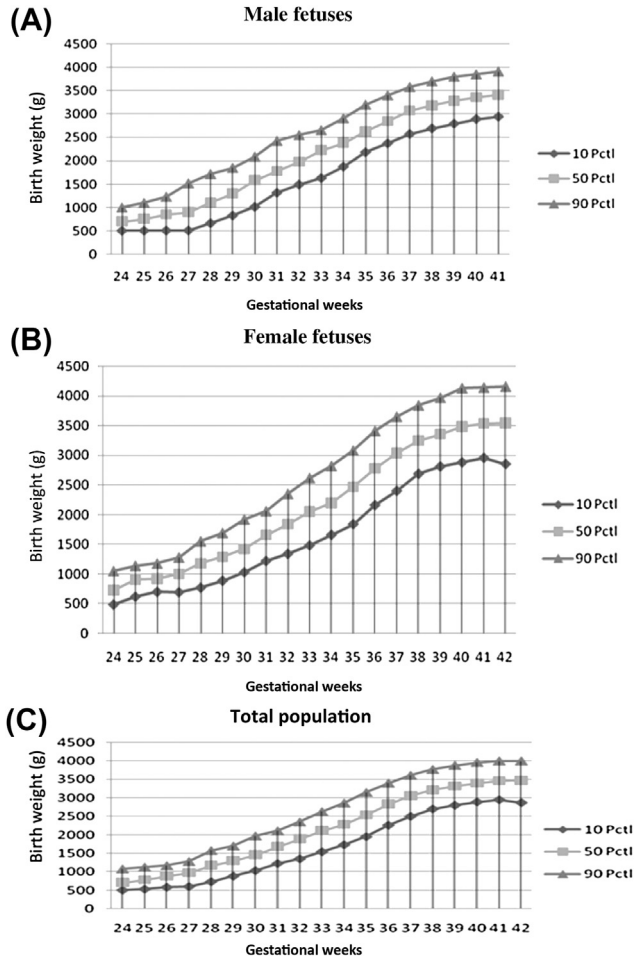 (A)
Male fetuses
Birth weight (g)
4500
4000
3500
3000
2500
2000
1500
1000
500
0
24 25 26 27 28 29 30 31 32 33 34 35 36 37 38 39 40 41
Gestational weeks
10 Pctl
50 Pctl
90 Pctl
(B)
Female fetuses
Birth weight (g)
4500
4000
3500
3000
2500
2000
1500
1000
500
0
24 25 26 27 28 29 30 31 32 33 34 35 36 37 38 39 40 41 42
Gestational weeks
10 Pctl
50 Pctl
90 Pctl
(C)
Total population
Birth weight (g)
4500
4000
3500
3000
2500
2000
1500
1000
500
0
24 25 26 27 28 29 30 31 32 33 34 35 36 37 38 39 40 41 42
Gestational weeks
10 Pctl
50 Pctl
90 Pctl